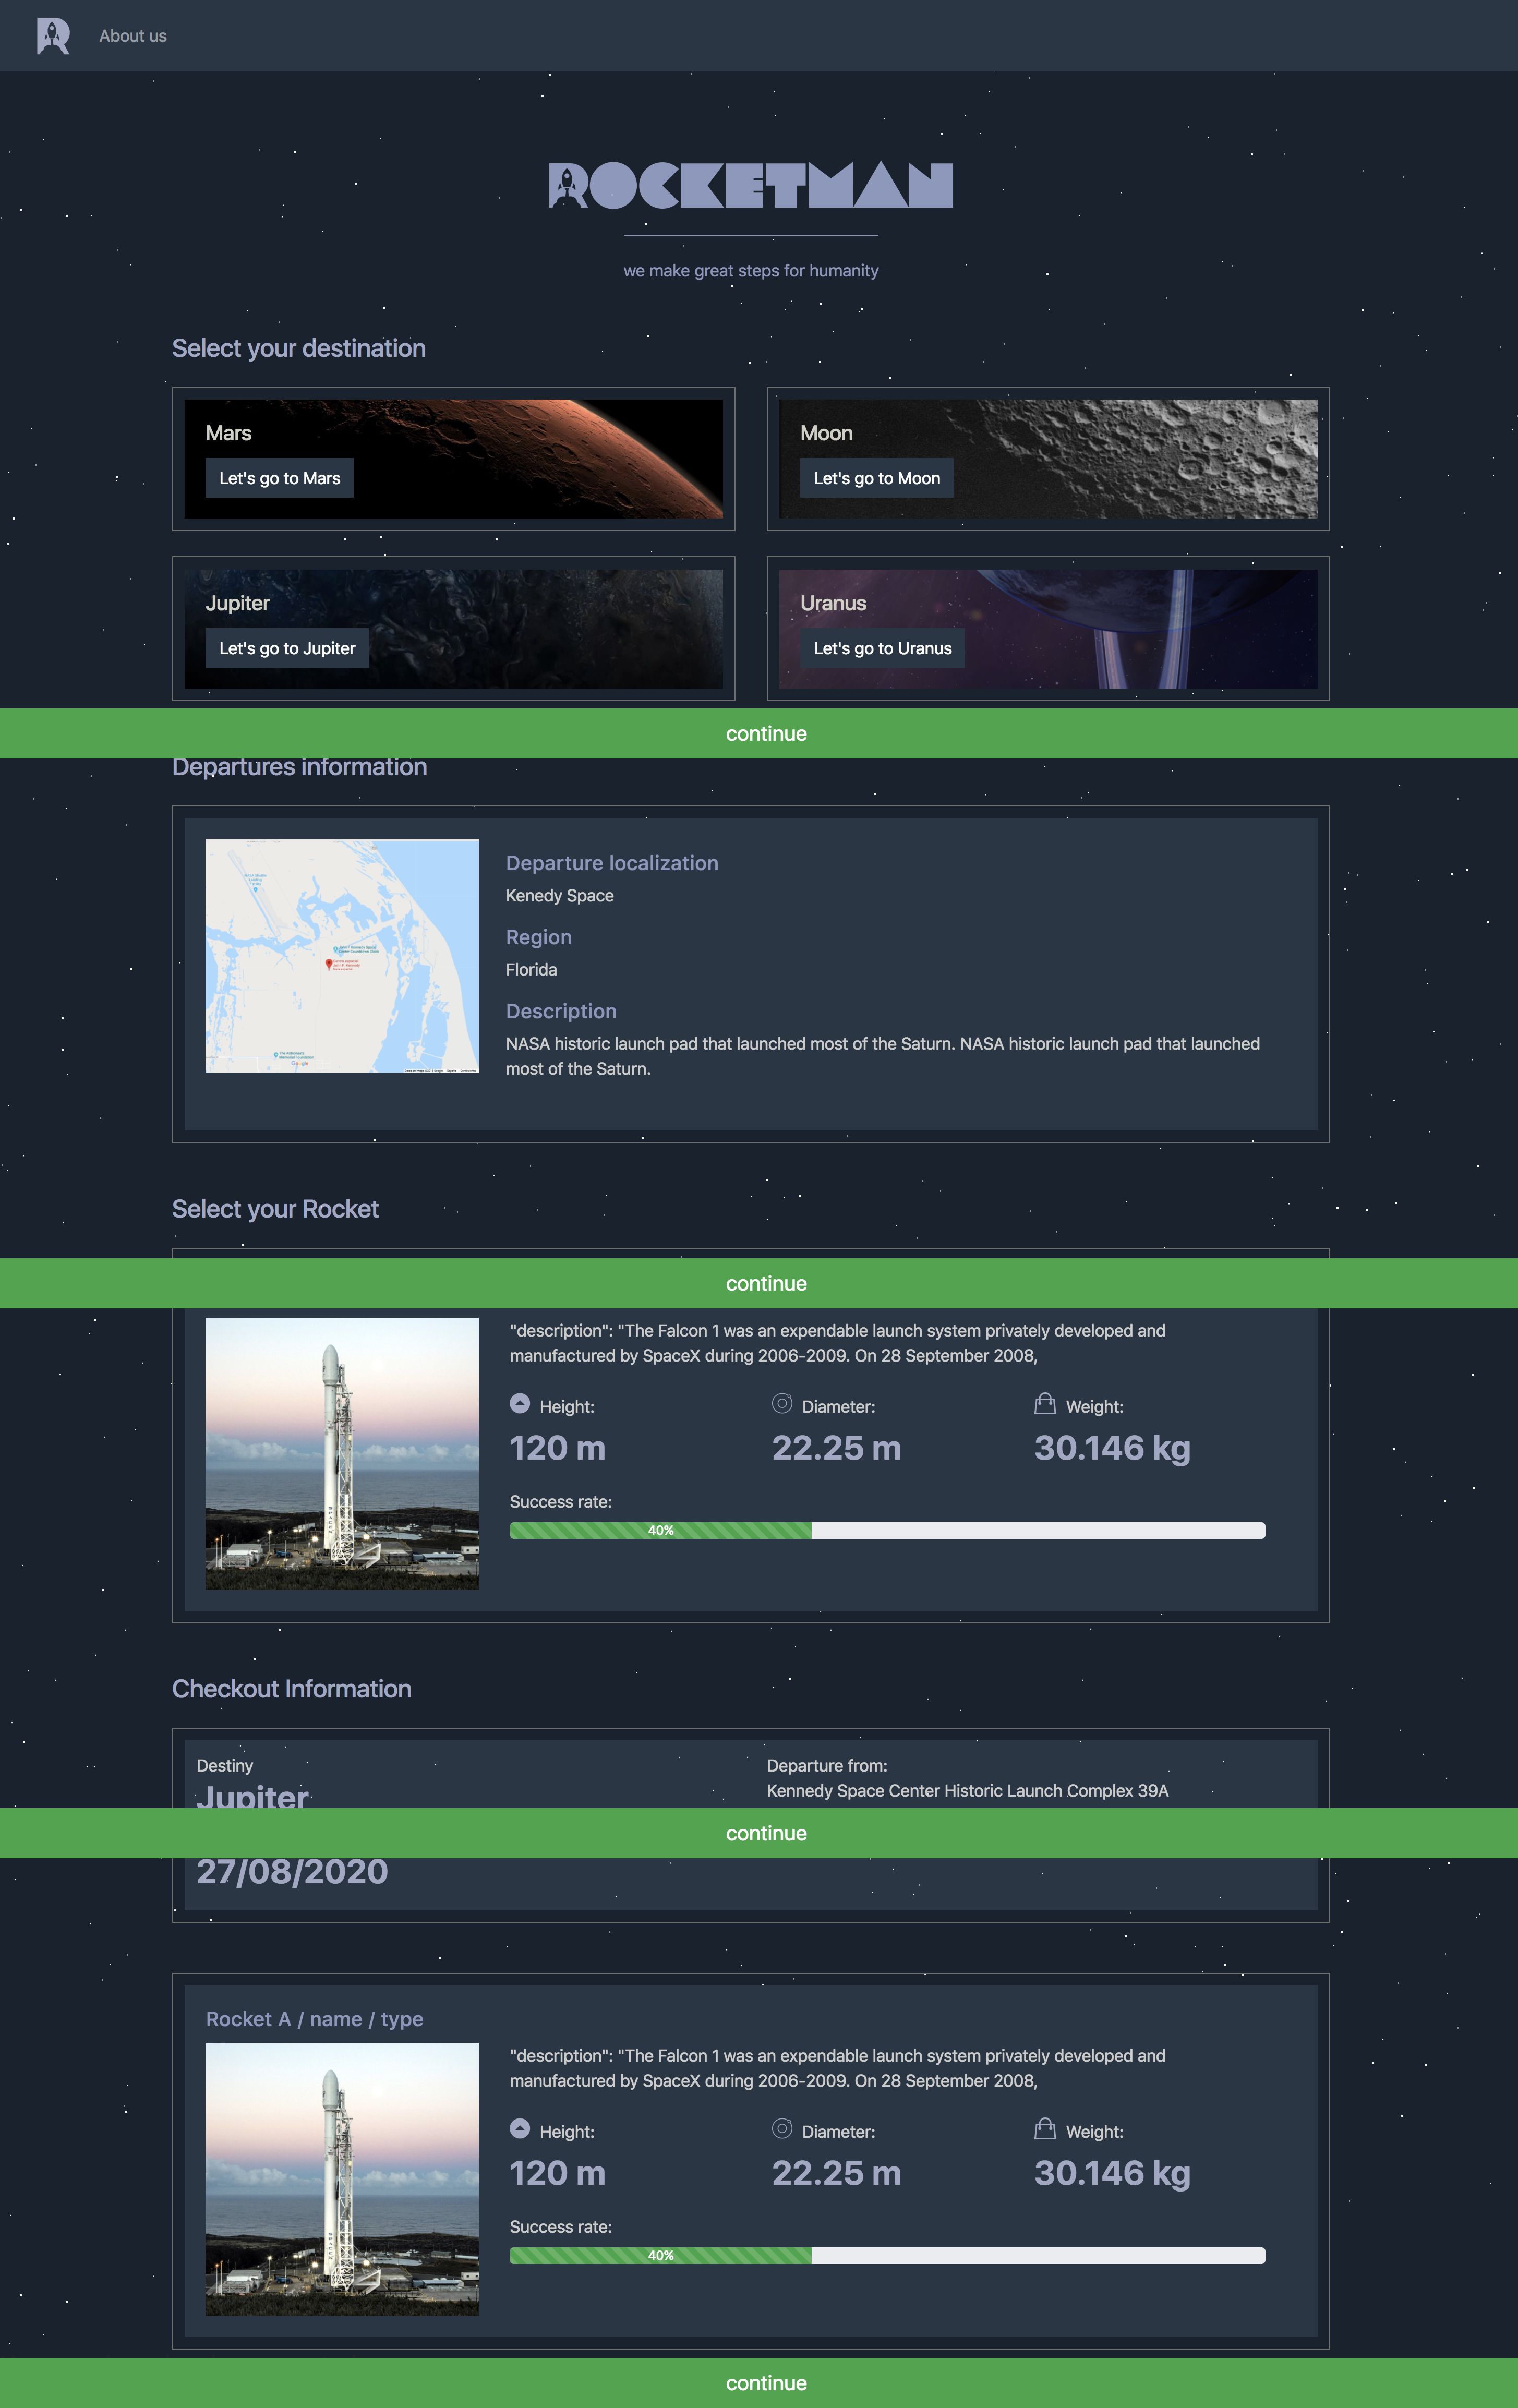 About us
ROCKETMAN
we make great steps for humanity
Select your destination
Mars
Let's go to Mars
Moon
Let's go to Moon
Jupiter
Let's go to Jupiter
Uranus
Let's go to Uranus
continue
Departures information
Departure localization
Kenedy Space
Region
Florida
Description
NASA historic launch pad that launched most of the Saturn. NASA historic launch pad that launched
most of the Saturn.
Google
Select your Rocket
continue
"description": "The Falcon 1 was an expendable launch system privately developed and
manufactured by SpaceX during 2006-2009. On 28 September 2008,
Height:
Diameter:
Weight:
120 m
22.25 m
30.146 kg
Success rate:
40%
Checkout Information
Destiny
Jupiter
Departure from:
Kennedy Space Center Historic Launch Complex 39A
continue
27/08/2020
Rocket A / name / type
"description": "The Falcon 1 was an expendable launch system privately developed and
manufactured by SpaceX during 2006-2009. On 28 September 2008,
Height:
Diameter:
Weight:
120 m
22.25 m
30.146 kg
Success rate:
40%
continue